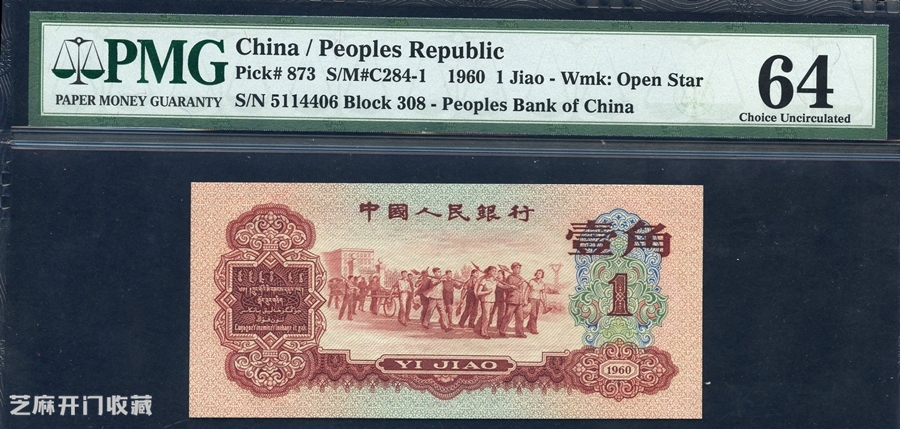 PMG
PAPER MONEY GUARANTY
China / Peoples Republic
Pick# 873 S/M#C284-1 1960 1 Jiao - Wmk: Open Star
S/N 5114406 Block 308 - Peoples Bank of China
64
Choice Uncirculated
中國人民銀行
壹角
1
YI JIAO
1960
芝麻开门收藏